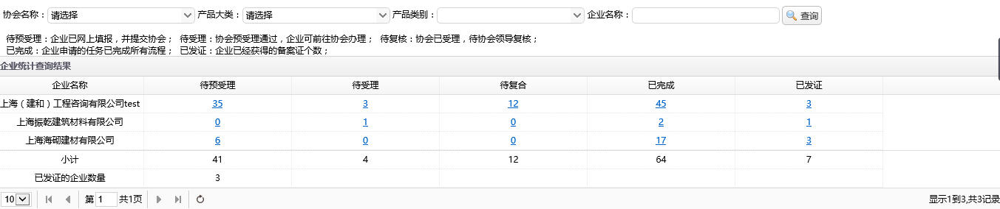 协会名称：请选择 产品大类：请选择 产品类别： 企业名称： 查询
待预受理：企业已网上填报，并提交协会； 待受理：协会预受理通过，企业可前往协会办理； 待复核：协会已受理，待协会领导复核；
已完成：企业申请的任务已完成所有流程； 已发证：企业已经获得的备案证个数；
企业统计查询结果
企业名称 待预受理 待受理 待复合 已完成 已发证
上海（建和）工程咨询有限公司test 35 3 12 45 3
上海振乾建筑材料有限公司 0 1 0 2 1
上海海砌建材有限公司 6 0 0 17 3
小计 41 4 12 64 7
已发证的企业数量 3
10 第 1 共1页 显示1到3,共3记录